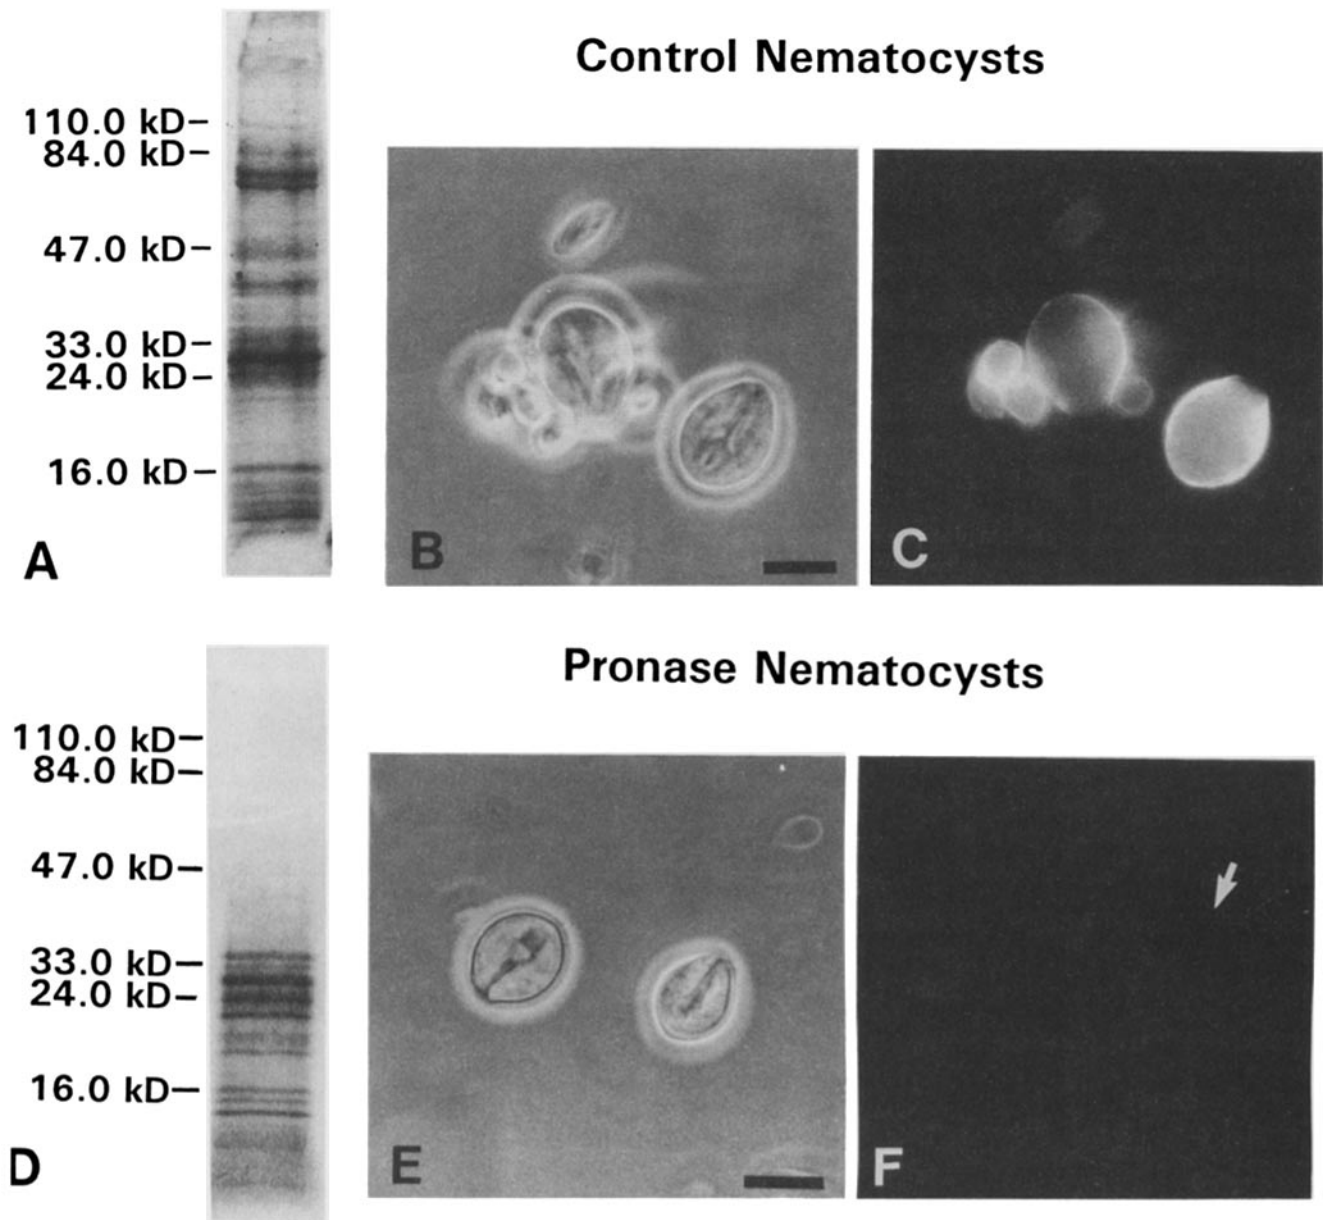 Control Nematocysts
110.0 kD
84.0 kD
47.0 kD
33.0 kD
24.0 kD
16.0 kD
A
B
C
Pronase Nematocysts
110.0 kD
84.0 kD
47.0 kD
33.0 kD
24.0 kD
16.0 kD
D
E
F